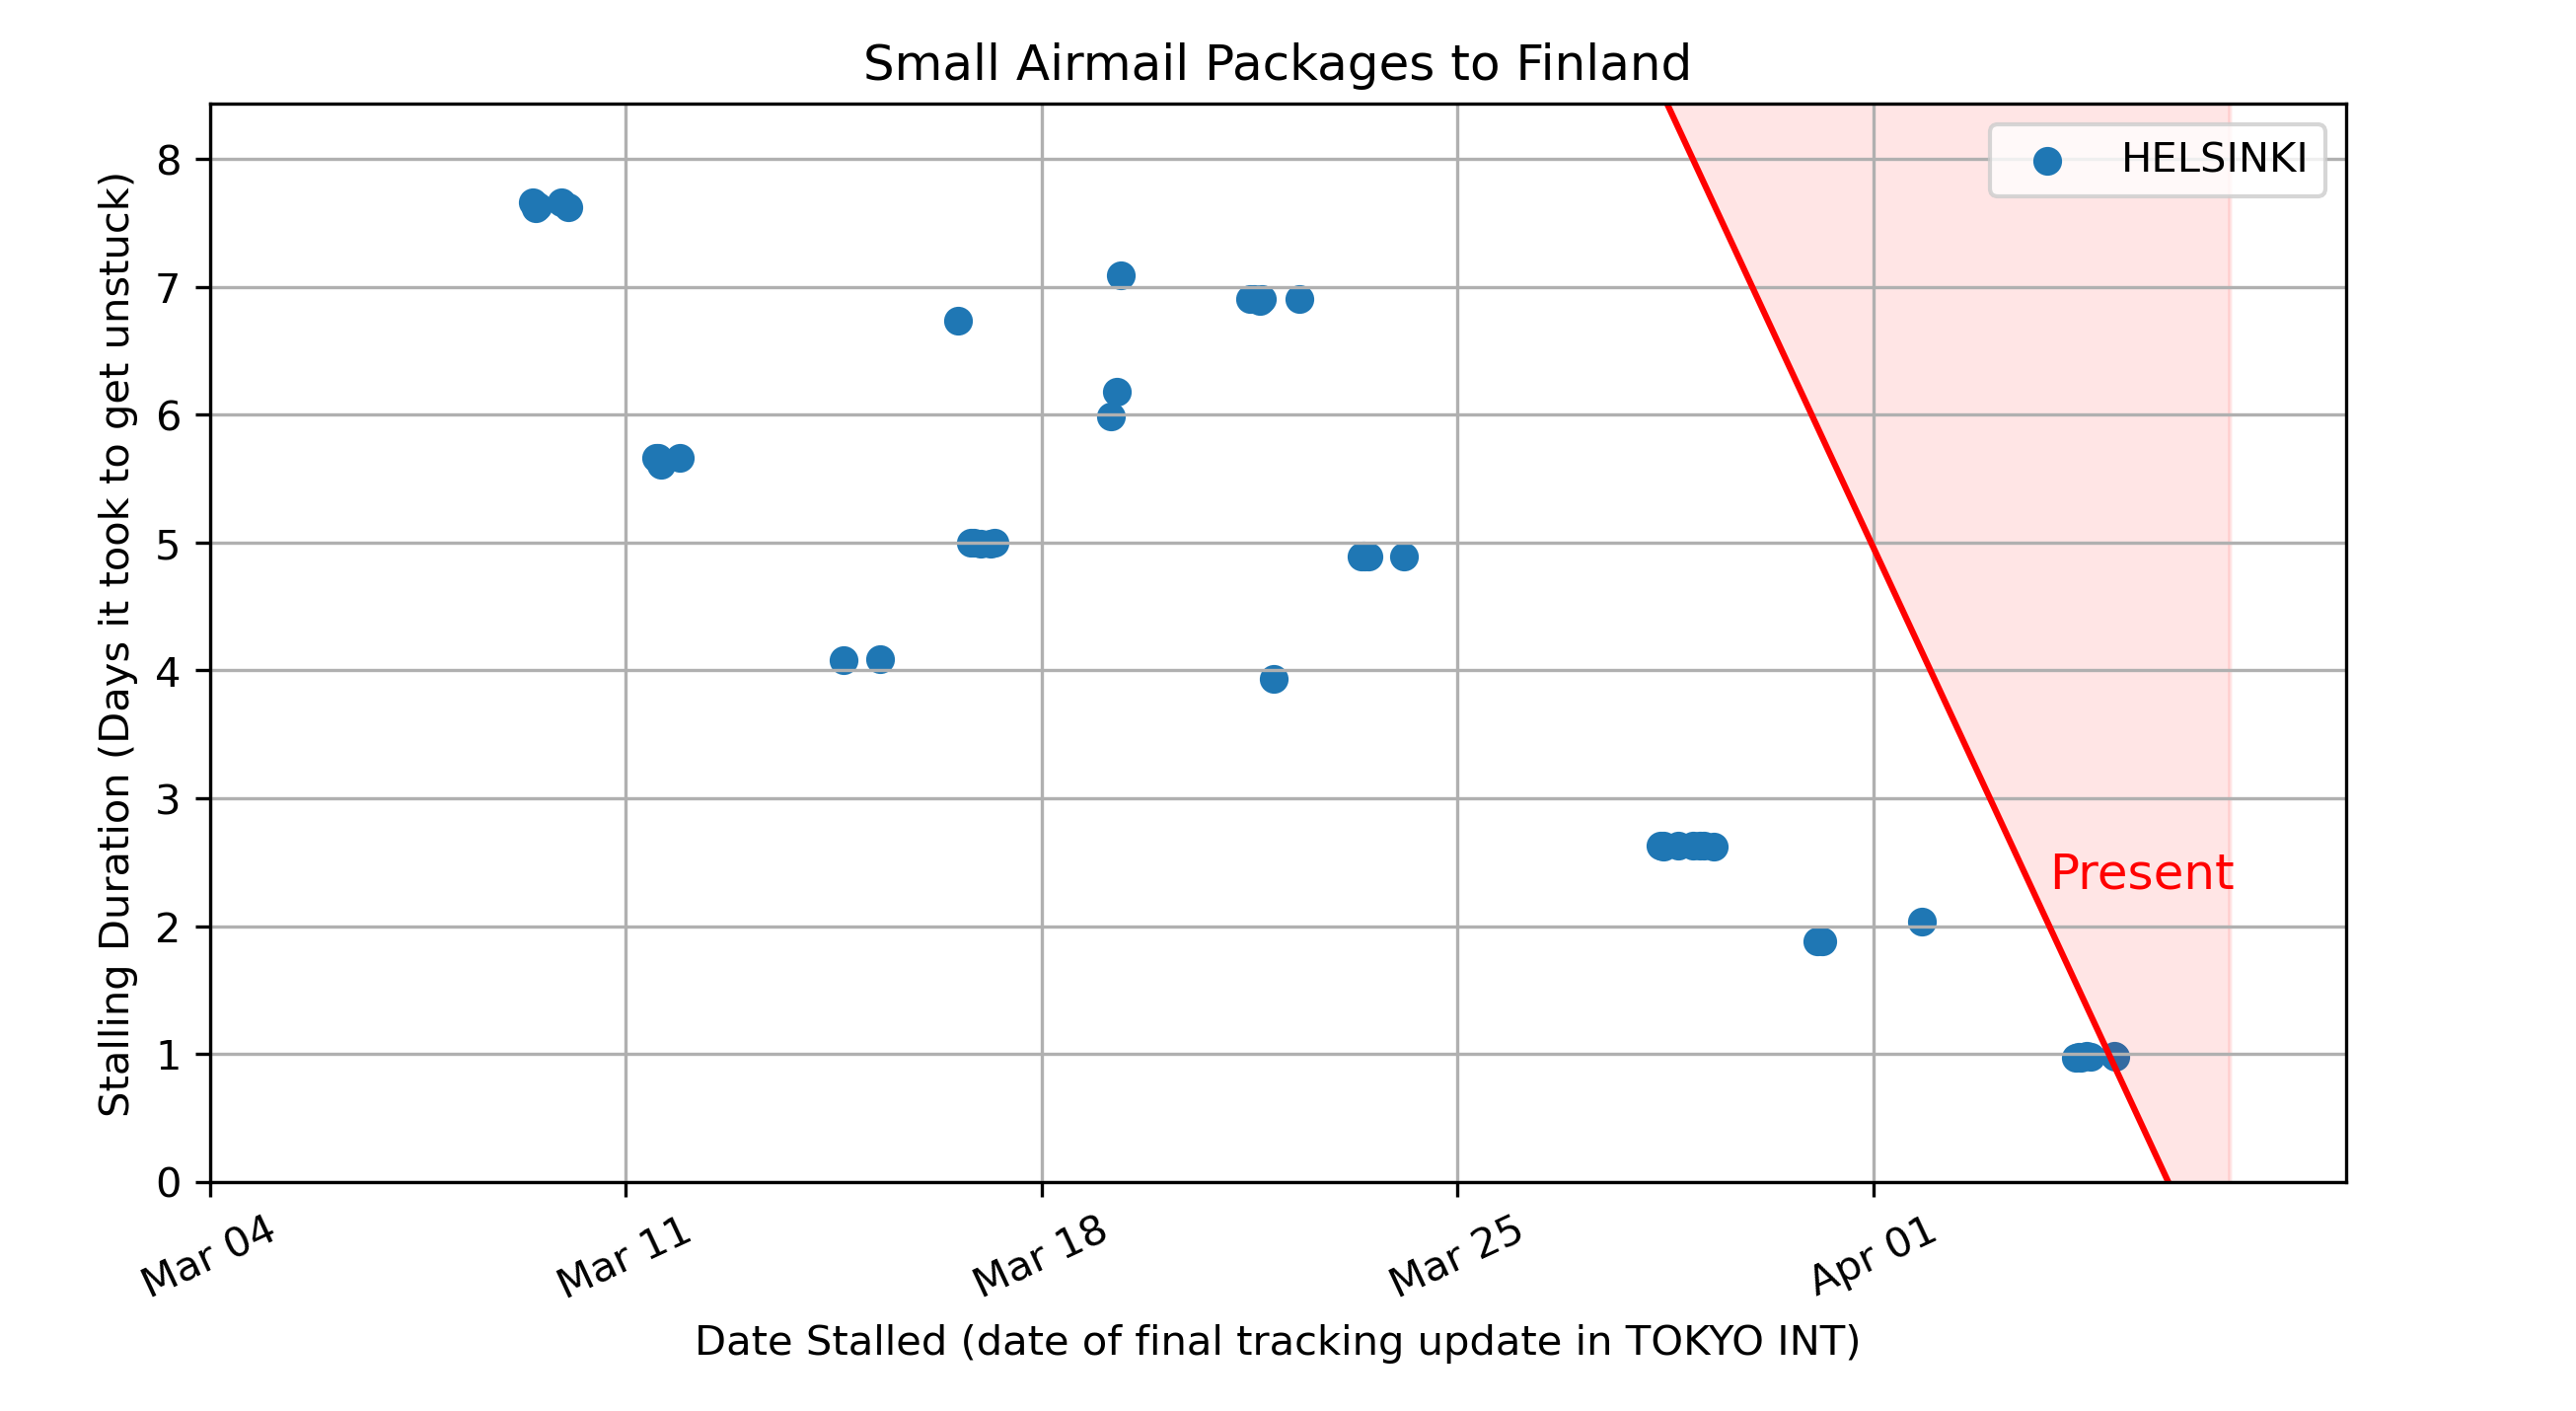 Small Airmail Packages to Finland
HELSINKI
Stalling Duration (Days it took to get unstuck)
8
7
6
5
4
3
2
1
0
Present
Mar 04
Mar 11
Mar 18
Mar 25
Apr 01
Date Stalled (date of final tracking update in TOKYO INT)